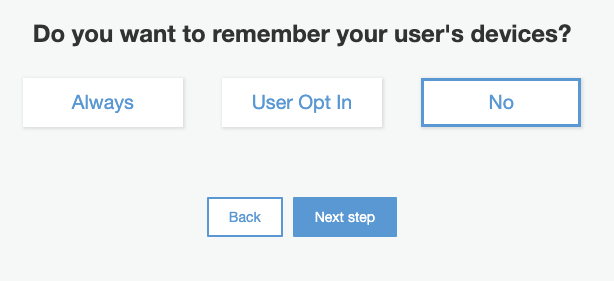 Do you want to remember your user's devices?
Always User Opt In No
Back Next step